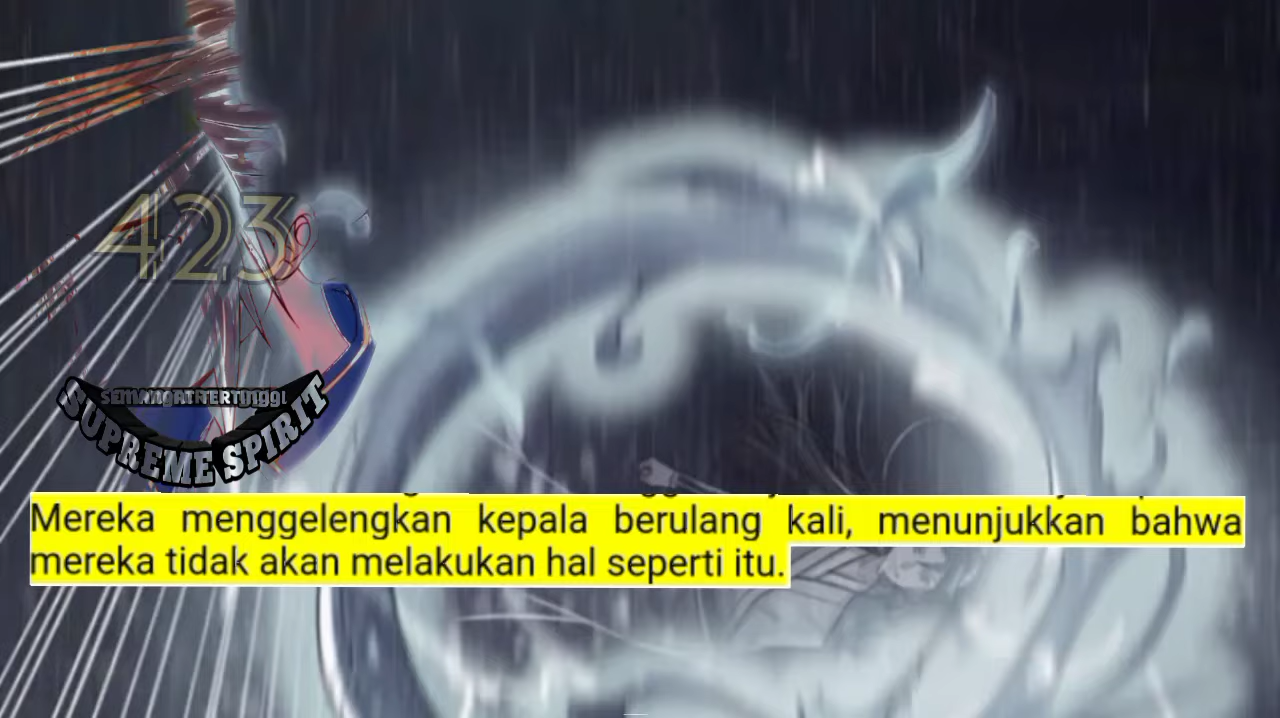 423
SEMANGAT TERTINGGI
SUPREME SPIRIT
Mereka menggelengkan kepala berulang kali, menunjukkan bahwa
mereka tidak akan melakukan hal seperti itu.